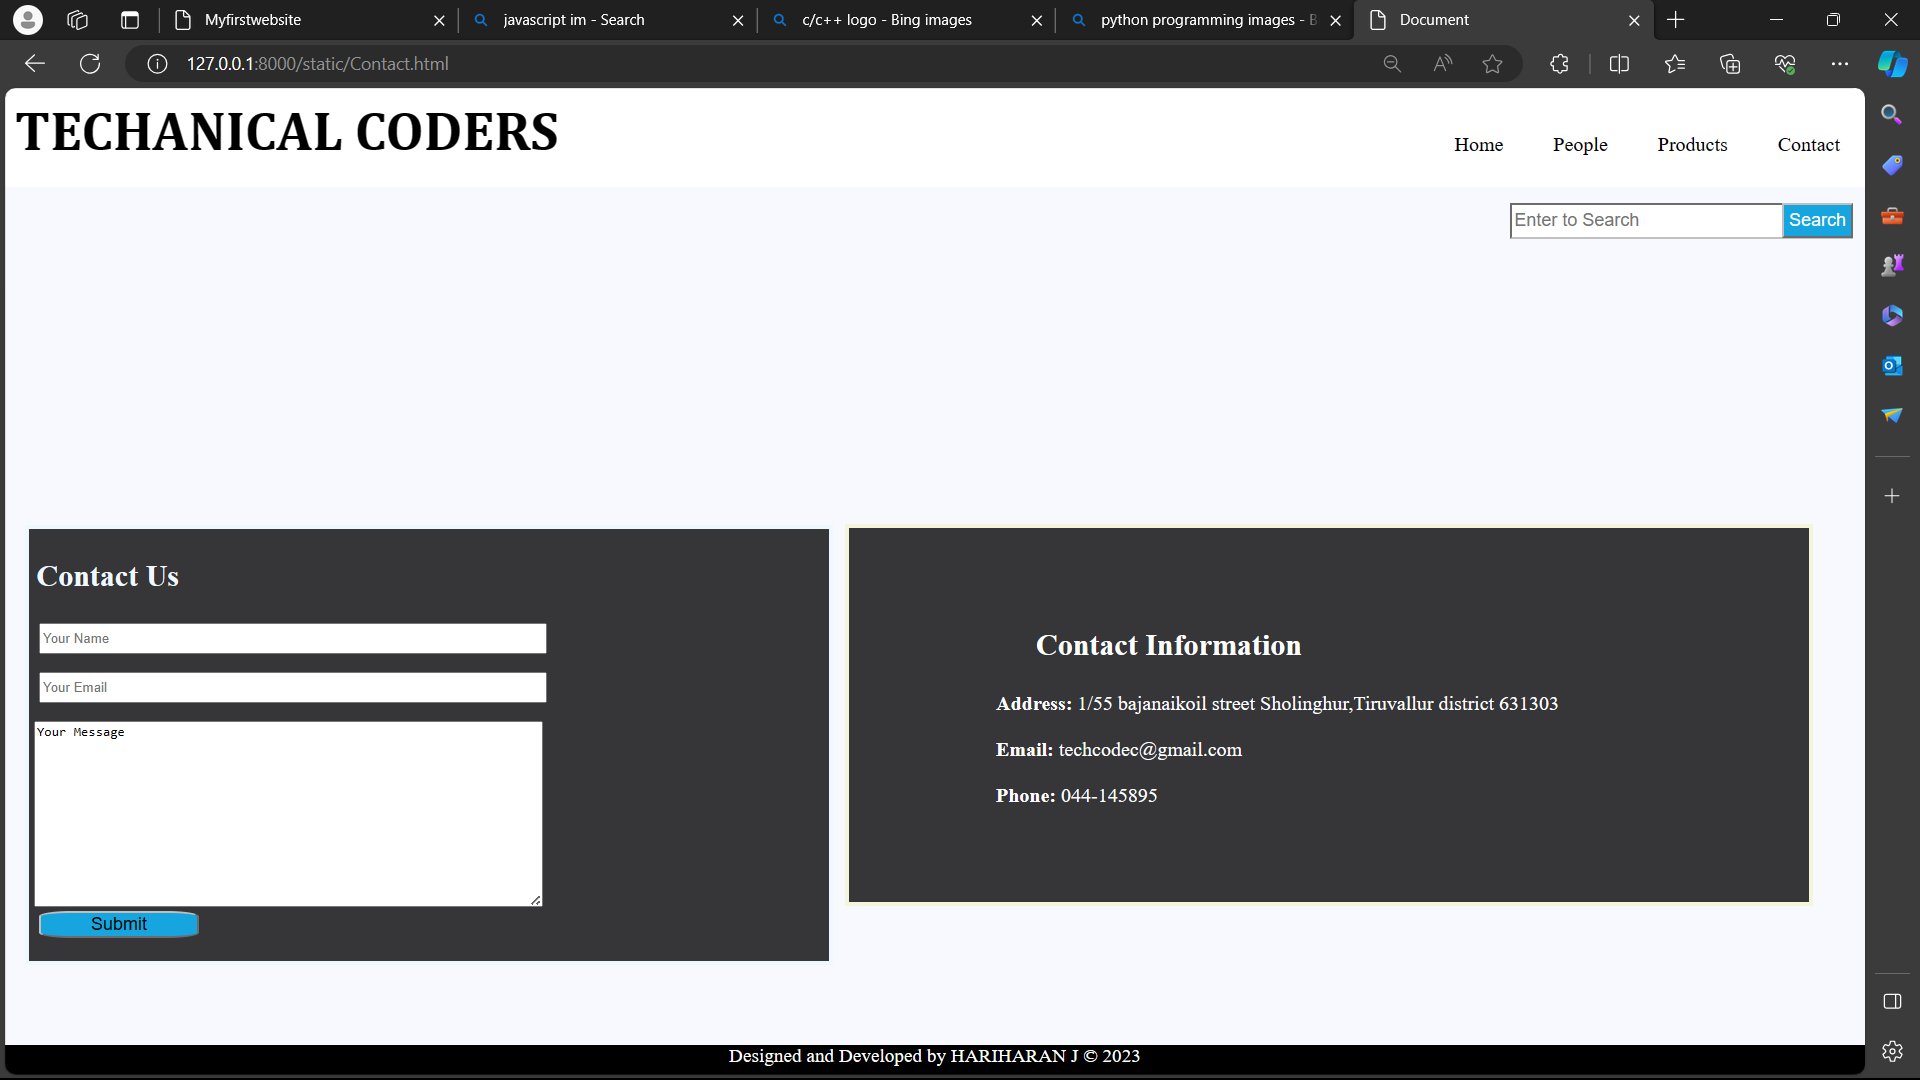 Myfirstwebsite
javascript im - Search
c/c++ logo - Bing images
python programming images - B
Document
127.0.0.1:8000/static/Contact.html
TECHANICAL CODERS
Home People Products Contact
Enter to Search Search
Contact Us
Your Name
Your Email
Your Message
Submit
Contact Information
Address: 1/55 bajanaikoil street Sholinghur,Tiruvallur district 631303
Email: techcodec@gmail.com
Phone: 044-145895
Designed and Developed by HARIHARAN J © 2023